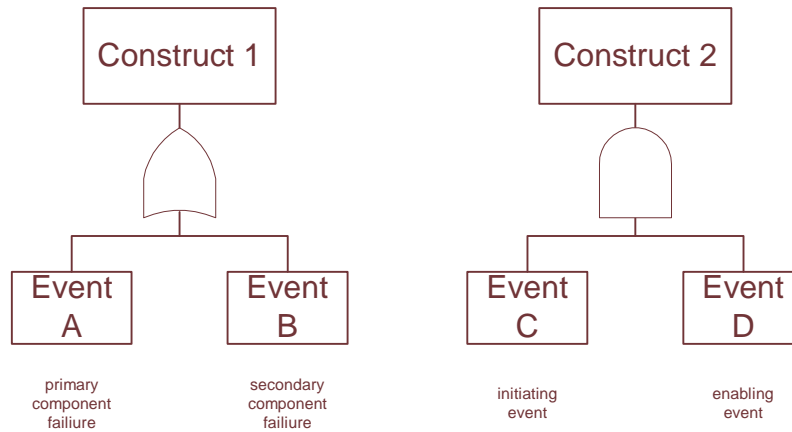 Construct 1
Construct 2
Event
A
Event
B
Event
C
Event
D
primary
component
failiure
secondary
component
failiure
initiating
event
enabling
event